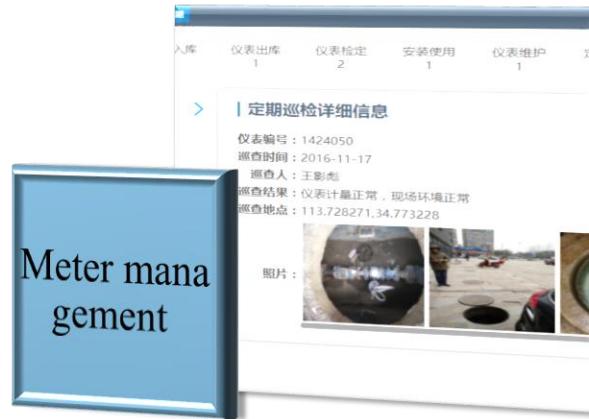 入库
仪表出库
1
仪表检定
2
安装使用
1
仪表维护
1
定期巡检详细信息
仪表编号：1424050
巡查时间：2016-11-17
巡查人：王影彪
巡查结果：仪表计量正常，现场环境正常
巡查地点：113.728271,34.773228
照片：
Meter mana
gement